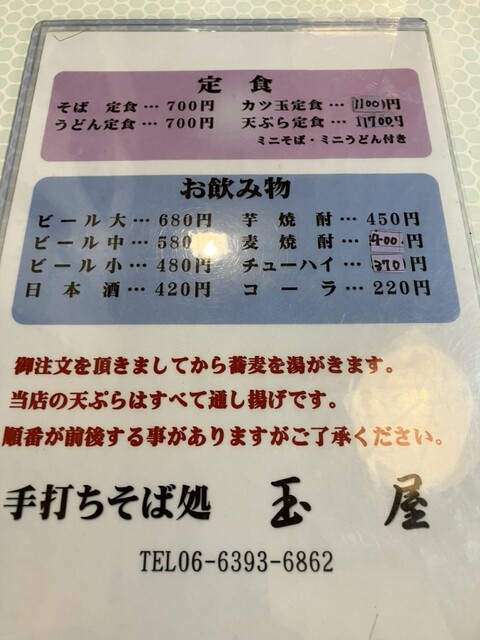 定食
そば 定食…700円 カツ玉定食…1100円
うどん定食…700円 天ぷら定食…1700円
ミニそば・ミニうどん付き
お飲み物
ビール大…680円 芋焼酎…450円
ビール中…580円 麦焼酎…400円
ビール小…480円 チューハイ…370円
日本酒…420円 コーラ…220円
御注文を頂きましてから蕎麦を湯がきます。
当店の天ぷらはすべて通し揚げです。
順番が前後する事がありますがご了承ください。
手打ちそば処 玉屋
TEL06-6393-6862